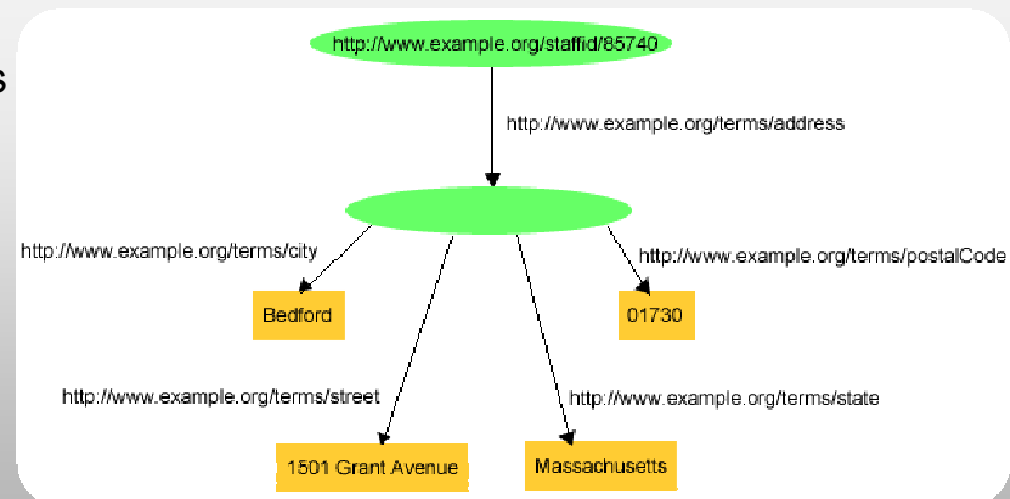 http://www.example.org/staffid/85740
s
http://www.example.org/terms/address
http://www.example.org/terms/city
http://www.example.org/terms/postalCode
Bedford
01730
http://www.example.org/terms/street
http://www.example.org/terms/state
1501 Grant Avenue
Massachusetts